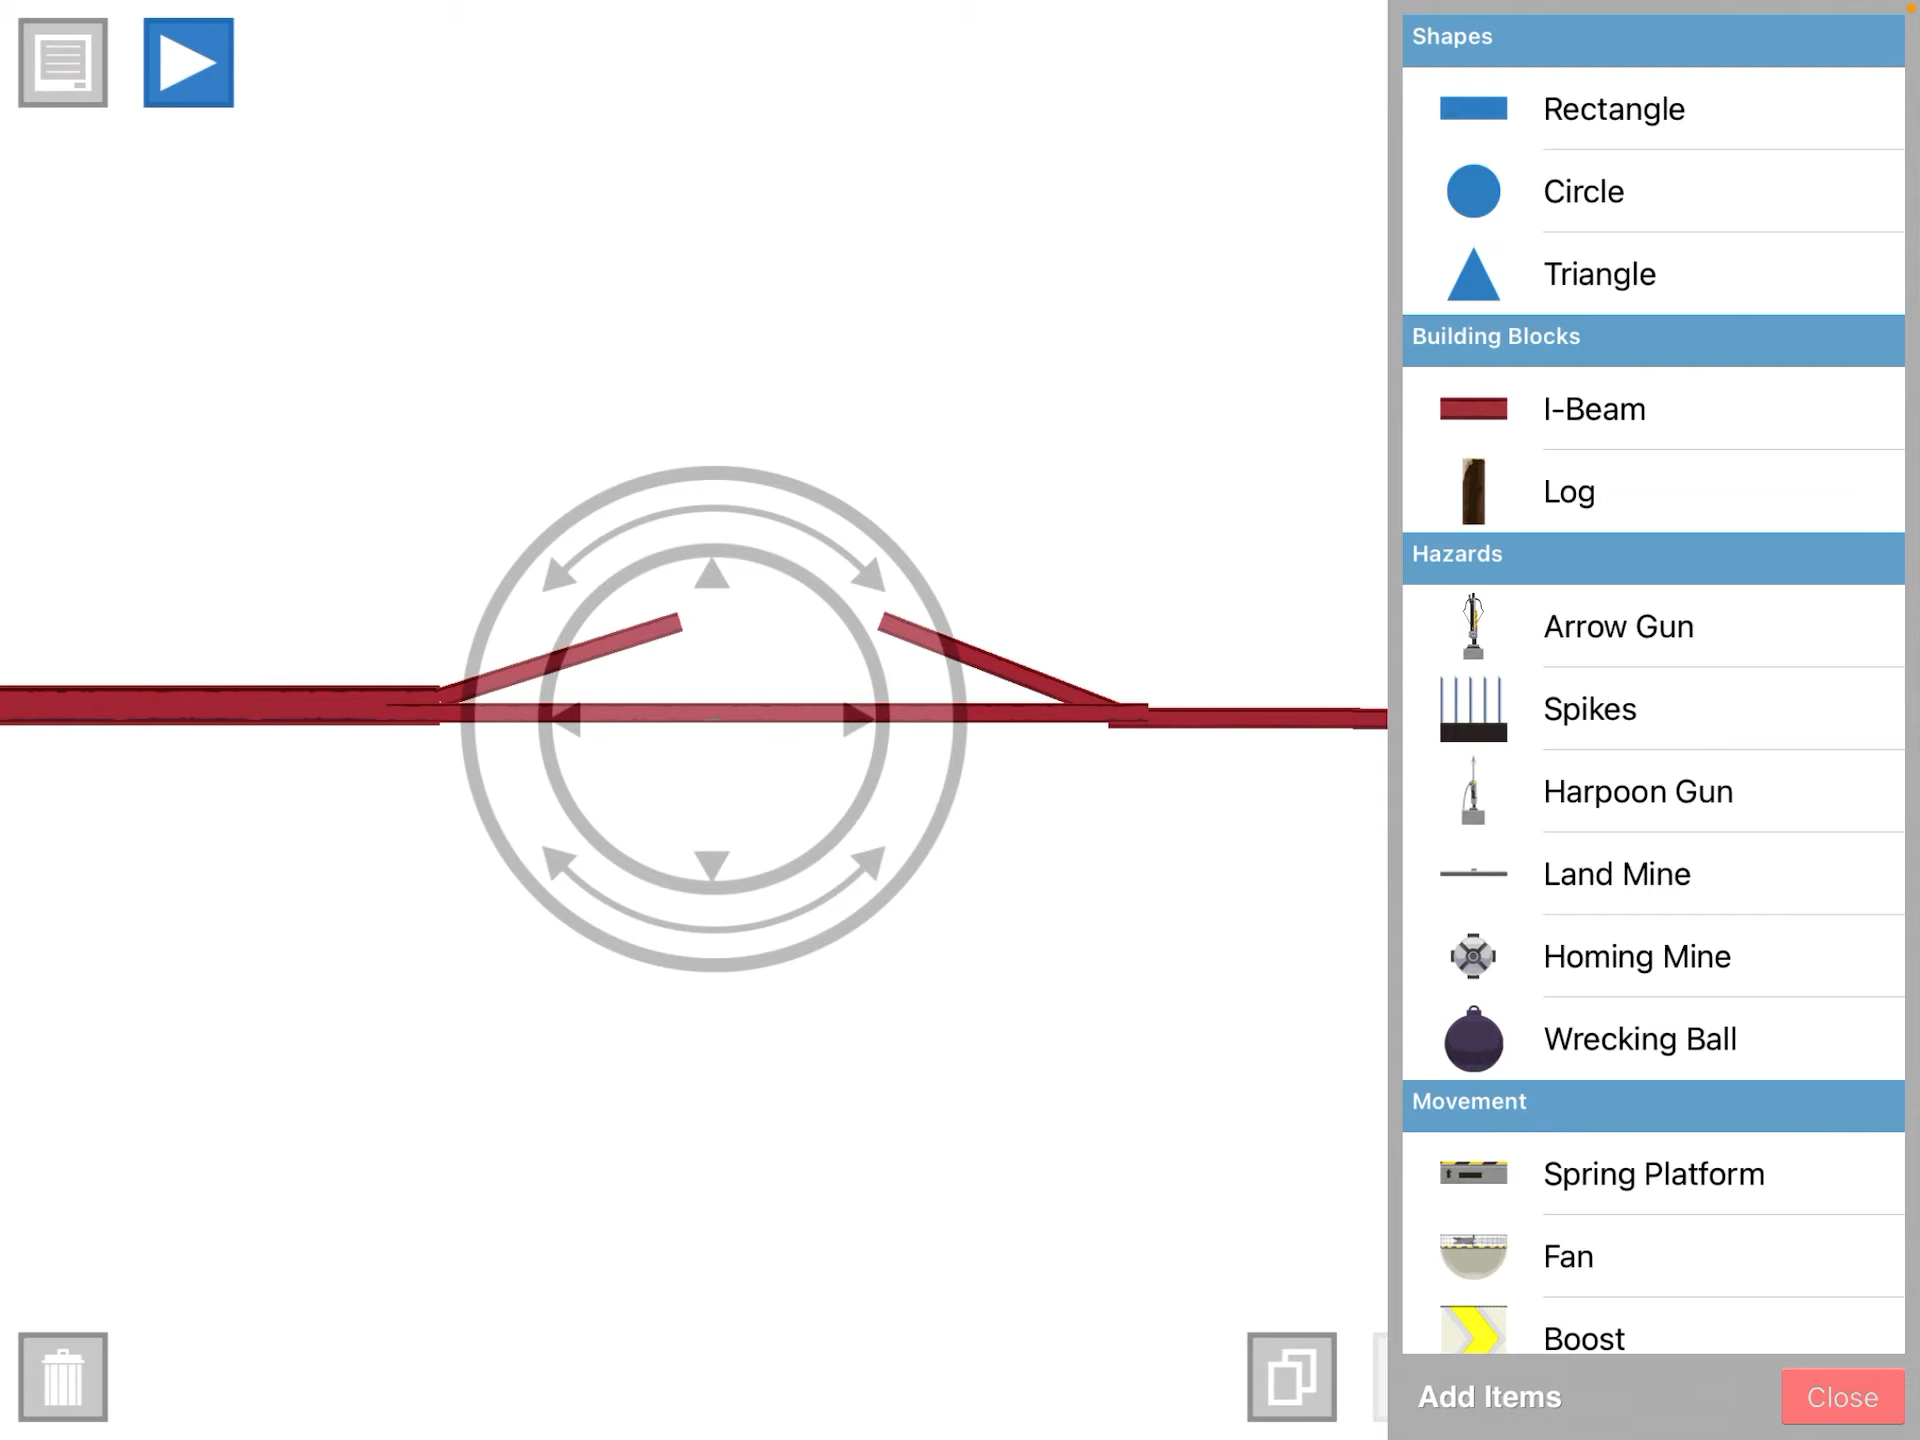 Shapes
Rectangle
Circle
Triangle
Building Blocks
I-Beam
Log
Hazards
Arrow Gun
Spikes
Harpoon Gun
Land Mine
Homing Mine
Wrecking Ball
Movement
Spring Platform
Fan
Boost
Add Items
Close